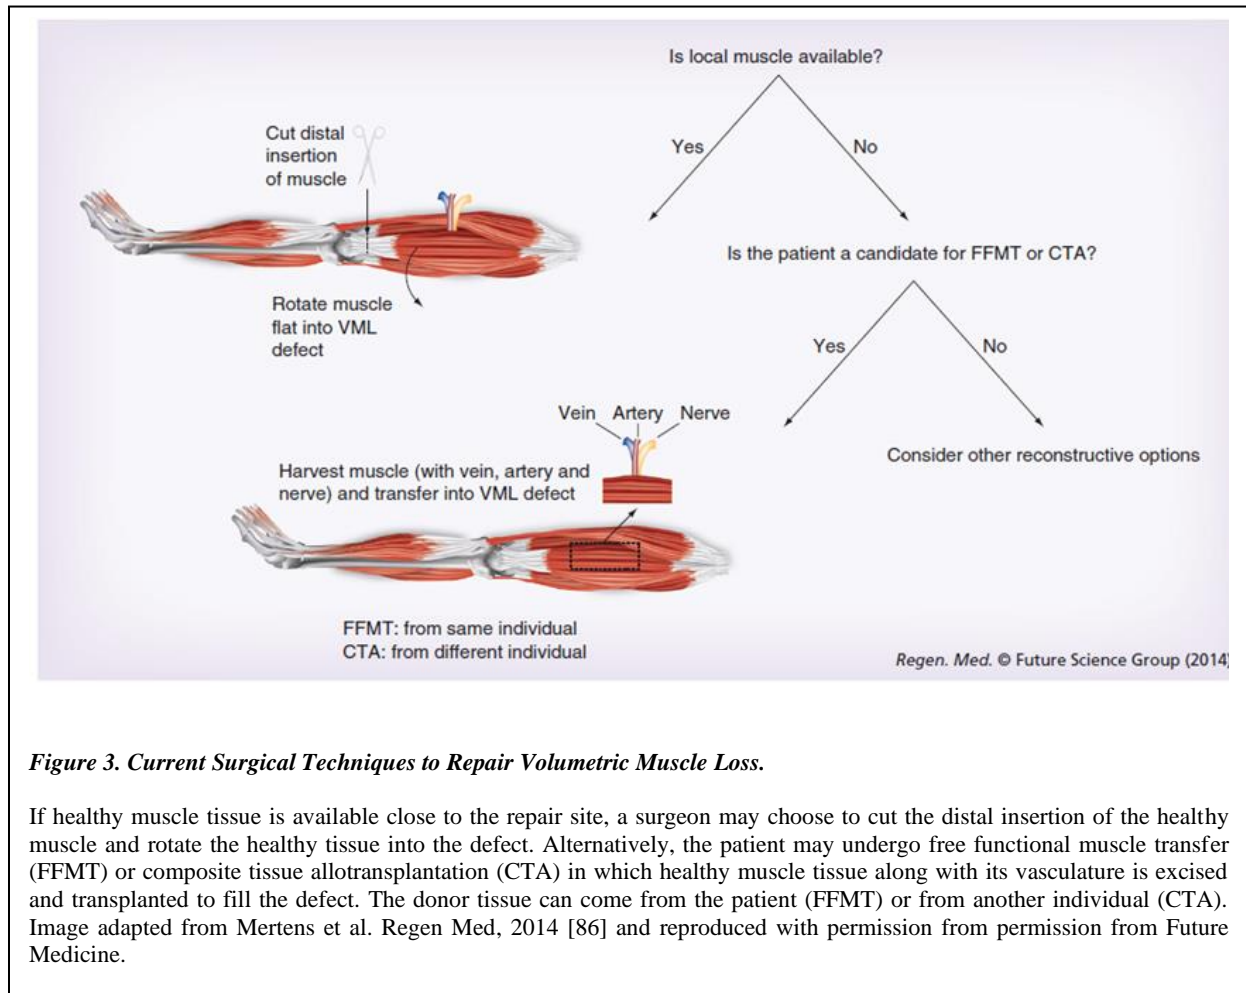 Is local muscle available?
Cut distal
insertion
of muscle
Yes
No
Is the patient a candidate for FFMT or CTA?
Rotate muscle
flat into VML
defect
Yes
No
Vein Artery Nerve
Consider other reconstructive options
Harvest muscle (with vein, artery and
nerve) and transfer into VML defect
FFMT: from same individual
CTA: from different individual
Regen. Med. © Future Science Group (2014)
Figure 3. Current Surgical Techniques to Repair Volumetric Muscle Loss.
If healthy muscle tissue is available close to the repair site, a surgeon may choose to cut the distal insertion of the healthy
muscle and rotate the healthy tissue into the defect. Alternatively, the patient may undergo free functional muscle transfer
(FFMT) or composite tissue allotransplantation (CTA) in which healthy muscle tissue along with its vasculature is excised
and transplanted to fill the defect. The donor tissue can come from the patient (FFMT) or from another individual (CTA).
Image adapted from Mertens et al. Regen Med, 2014 [86] and reproduced with permission from permission from Future
Medicine.